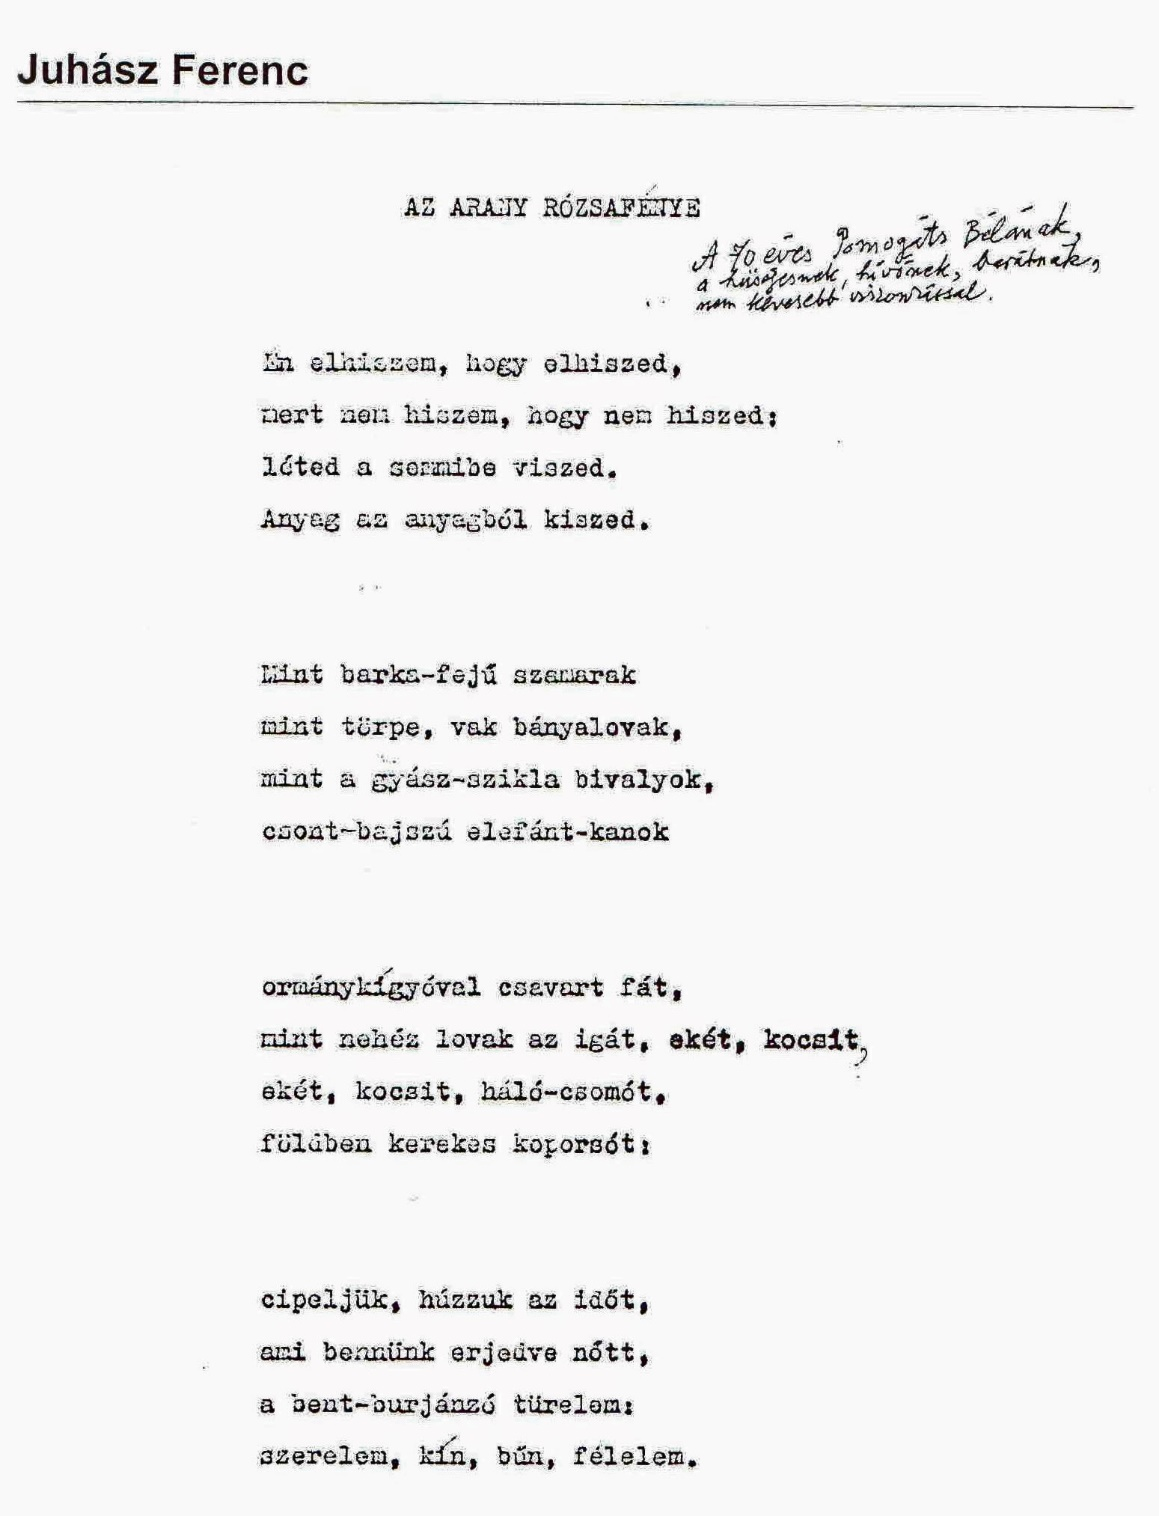 Juhász Ferenc
AZ ARANY RÓZSAFÉNYE
A 70 éves Pomogáts Bélának,
a hűségesnek, hívőnek, barátnak,
nem kevesebb viszontással.
Én elhiszem, hogy elhiszed,
mert nem hiszem, hogy nem hiszed:
léted a semmibe viszed.
Anyag az anyagból kiszed.
Mint barka-fejű szamarak
mint törpe, vak bányalovak,
mint a gyász-szikla bivalyok,
csont-bajszú elefánt-kanok
ormánykígyóval csavart fát,
mint nehéz lovak az igát, ekét, kocsit,
ekét, kocsit, háló-csomót,
földben kerekes koporsót:
cipeljük, húzzuk az időt,
ami bennünk erjedve nőtt,
a bent-burjánzó türelem:
szerelem, kín, bűn, félelem.